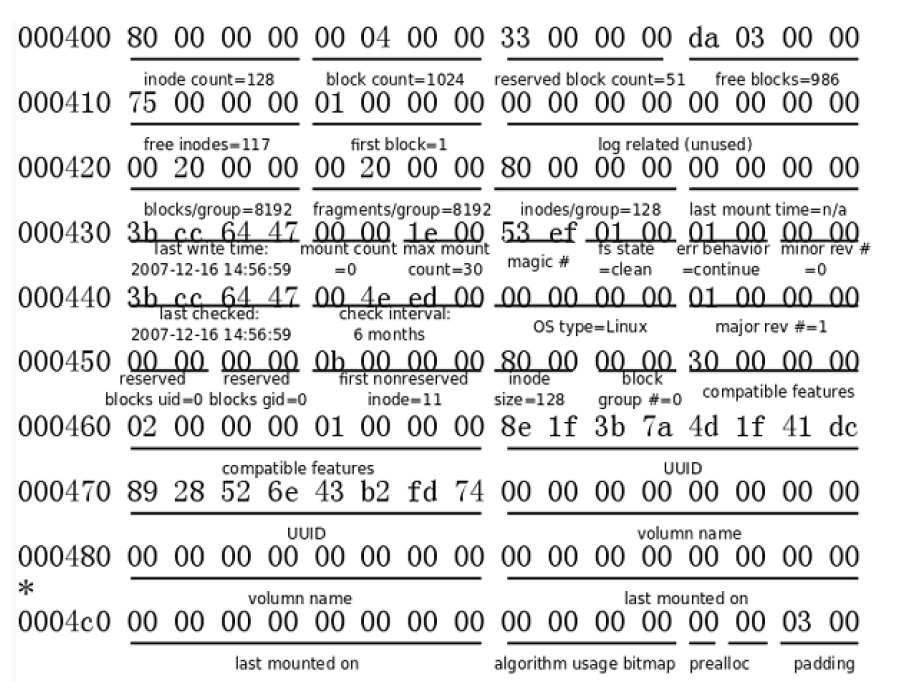 000400 80 00 00 00 00 04 00 00 33 00 00 00 da 03 00 00
inode count=128 block count=1024 reserved block count=51 free blocks=986
000410 75 00 00 00 01 00 00 00 00 00 00 00 00 00 00 00
free inodes=117 first block=1 log related (unused)
000420 00 20 00 00 00 20 00 00 80 00 00 00 00 00 00 00
blocks/group=8192 fragments/group=8192 inodes/group=128 last mount time=n/a
000430 3b cc 64 47 00 00 1e 00 53 ef 01 00 01 00 00 00
last write time: mount count max mount magic # fs state err behavior minor rev #
2007-12-16 14:56:59 =0 count=30 =clean =continue =0
000440 3b cc 64 47 00 4e ed 00 00 00 00 00 01 00 00 00
last checked: check interval: OS type=Linux major rev #=1
2007-12-16 14:56:59 6 months
000450 00 00 00 00 0b 00 00 00 80 00 00 00 30 00 00 00
reserved reserved first nonreserved inode block compatible features
blocks uid=0 blocks gid=0 inode=11 size=128 group #=0
000460 02 00 00 00 01 00 00 00 8e 1f 3b 7a 4d 1f 41 dc
compatible features UUID
000470 89 28 52 6e 43 b2 fd 74 00 00 00 00 00 00 00 00
UUID volumn name
000480 00 00 00 00 00 00 00 00 00 00 00 00 00 00 00 00
*
volumn name last mounted on
0004c0 00 00 00 00 00 00 00 00 00 00 00 00 00 00 03 00
last mounted on algorithm usage bitmap prealloc padding